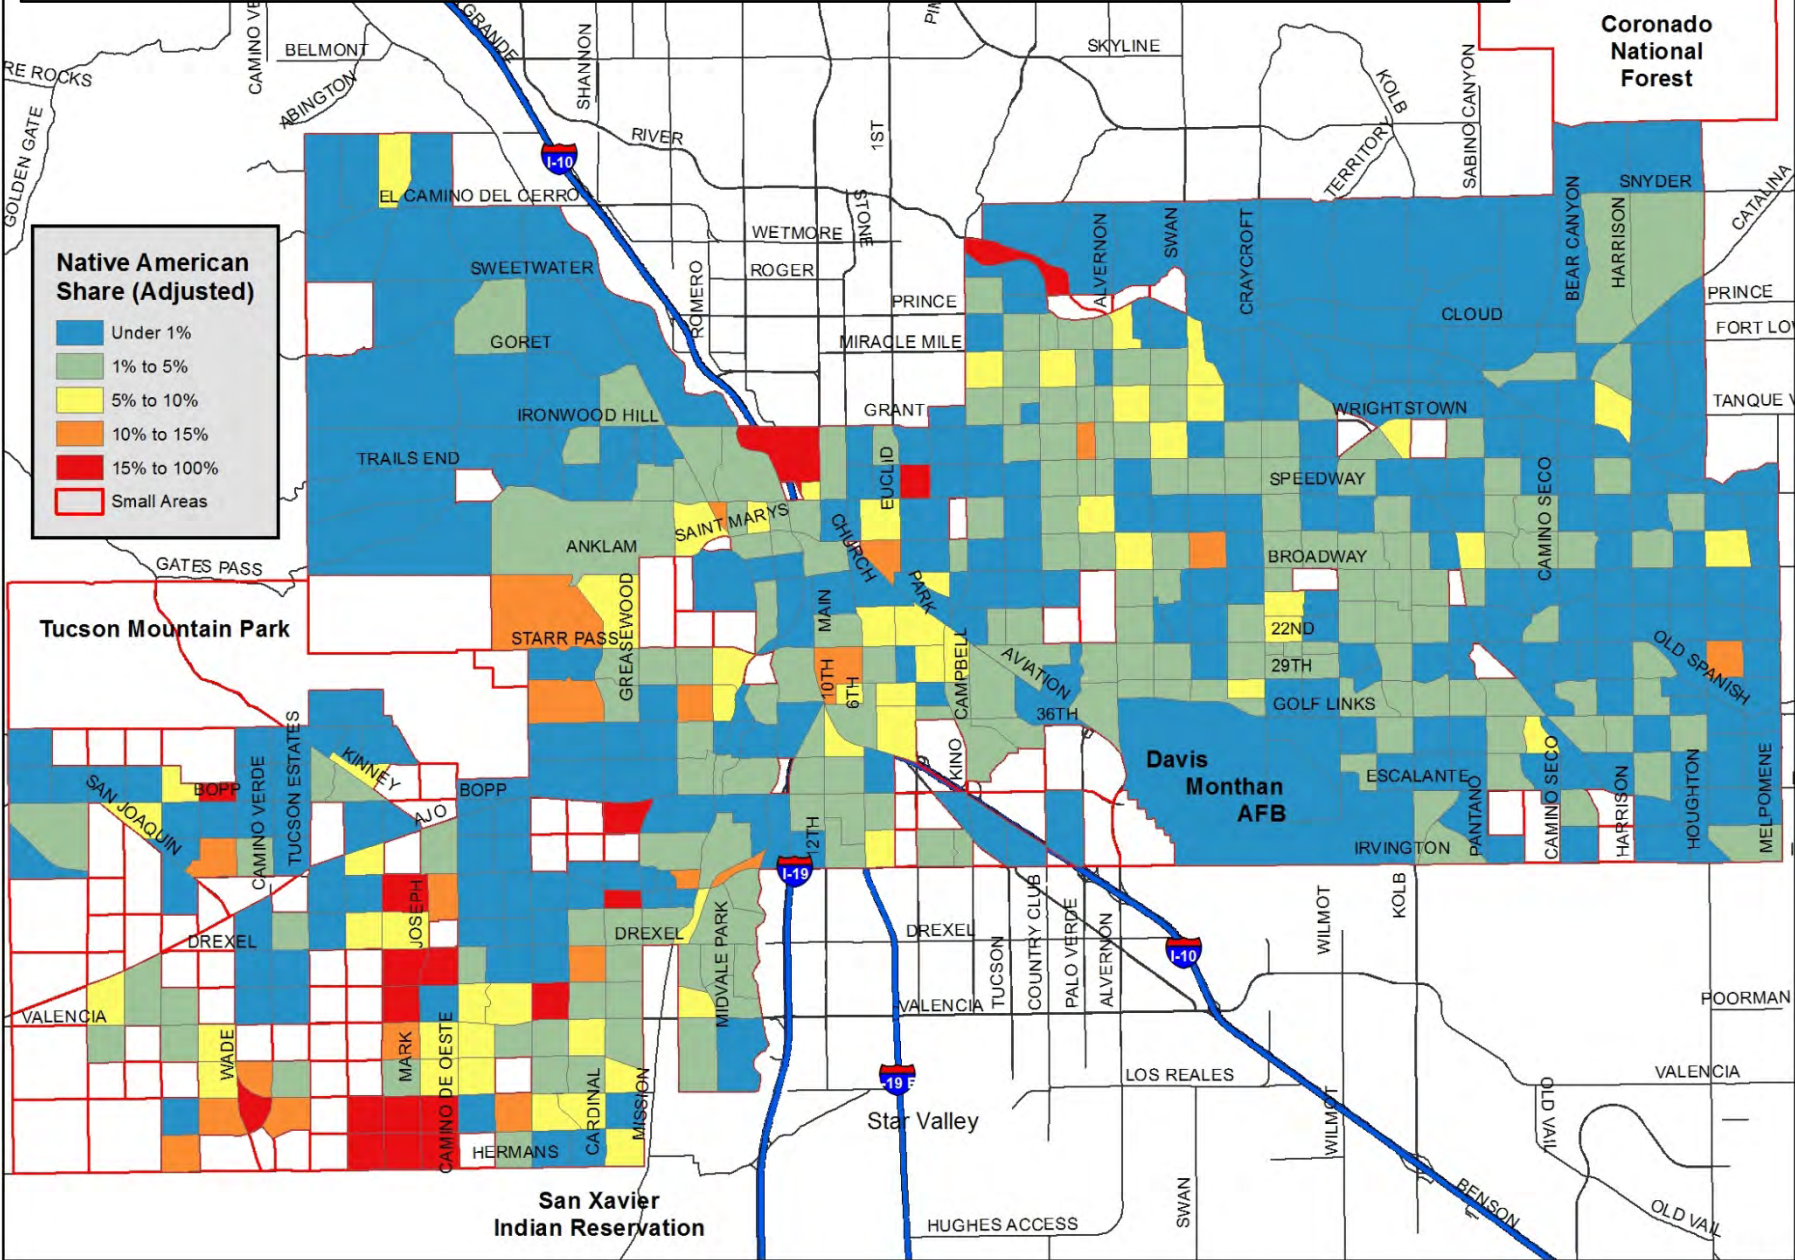 Coronado
National
Forest
GRANDE
CAMINO VE
BELMONT
SHANNON
SKYLINE
RE ROCKS
ABINGTON
KOLB
SABINO CANYON
GOLDEN GATE
RIVER
1ST
TERRITORY
I-10
EL CAMINO DEL CERRO
STONE
SNYDER
BEAR CANYON
HARRISON
CATALINA
WETMORE
ALVERNON
SWAN
CRAYCROFT
SWEETWATER
ROMERO
ROGER
PRINCE
PRINCE
Native American
Share (Adjusted)
Under 1%
1% to 5%
5% to 10%
10% to 15%
15% to 100%
Small Areas
CLOUD
FORT LO
GORET
MIRACLE MILE
IRONWOOD HILL
GRANT
WRIGHTSTOWN
TANQUE V
TRAILS END
EUCLID
SPEEDWAY
CAMINO SECO
SAINT MARYS
CHURCH
ANKLAM
BROADWAY
GATES PASS
PARK
Tucson Mountain Park
GREASEWOOD
MAIN
STARR PASS
22ND
CAMPBELL
AVIATION
29TH
OLD SPANISH
10TH
6TH
36TH
GOLF LINKS
TUCSON ESTATES
KINNEY
KINO
Davis
Monthan
AFB
ESCALANTE
CAMINO SECO
HOUGHTON
MELPOMENE
SAN JOAQUIN
BOPP
CAMINO VERDE
BOPP
AJO
PANTANO
HARRISON
12TH
IRVINGTON
I-19
JOSEPH
DREXEL
DREXEL
MIDVALE PARK
DREXEL
TUCSON
COUNTRY CLUB
PALO VERDE
ALVERNON
WILMOT
KOLB
I-10
VALENCIA
VALENCIA
POORMAN
WADE
MARK
CAMINO DE OESTE
CARDINAL
MISSION
LOS REALES
VALENCIA
WILMOT
OLD VAIL
Star Valley
HERMANS
San Xavier
Indian Reservation
SWAN
HUGHES ACCESS
BENSON
OLD VAIL